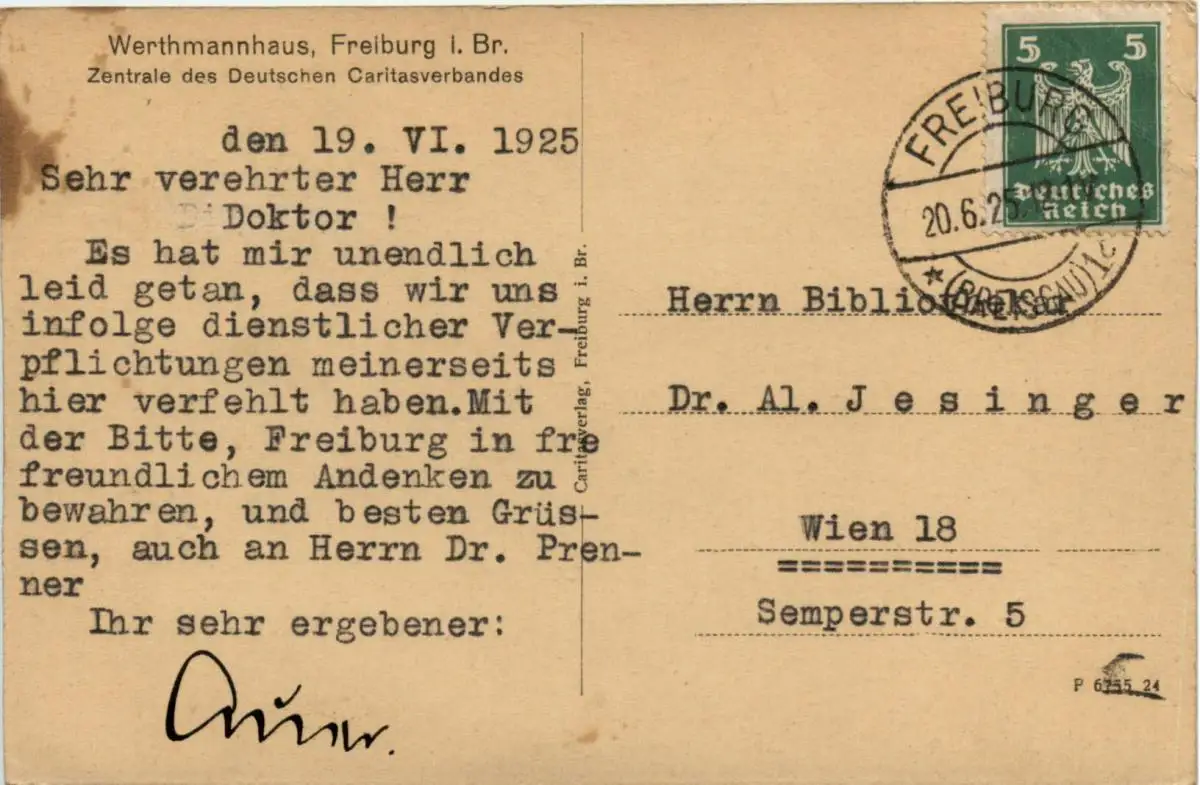 Werthmannhaus, Freiburg i. Br.
Zentrale des Deutschen Caritasverbandes
den 19. VI. 1925
Sehr verehrter Herr
Doktor !
Es hat mir unendlich
leid getan, dass wir uns
infolge dienstlicher Ver-
pflichtungen meinerseits
hier verfehlt haben.Mit
der Bitte, Freiburg in fre
freundlichem Andenken zu
bewahren, und besten Grüs-
sen, auch an Herrn Dr. Pren-
ner
Ihr sehr ergebener:
Auer.
Caritasverlag, Freiburg i. Br.
5 5
Deutsches
Reich
FREIBURG
20.6.25
* (BREISGAU) 1
Herrn Bibliothekar
Dr. Al. Jesinger
Wien 18
==========
Semperstr. 5
P 6755 24